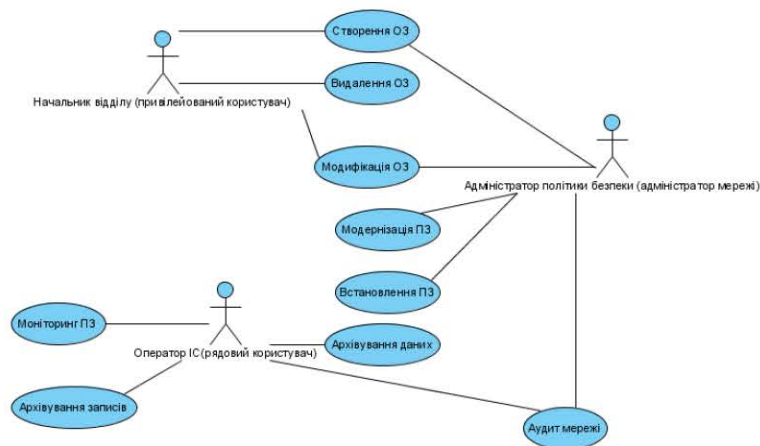 Створення ОЗ
Видалення ОЗ
Начальник відділу (привілейований користувач)
Модифікація ОЗ
Адміністратор політики безпеки (адміністратор мережі)
Модернізація ПЗ
Встановлення ПЗ
Моніторинг ПЗ
Архівування даних
Оператор ІС (рядовий користувач)
Архівування записів
Аудит мережі